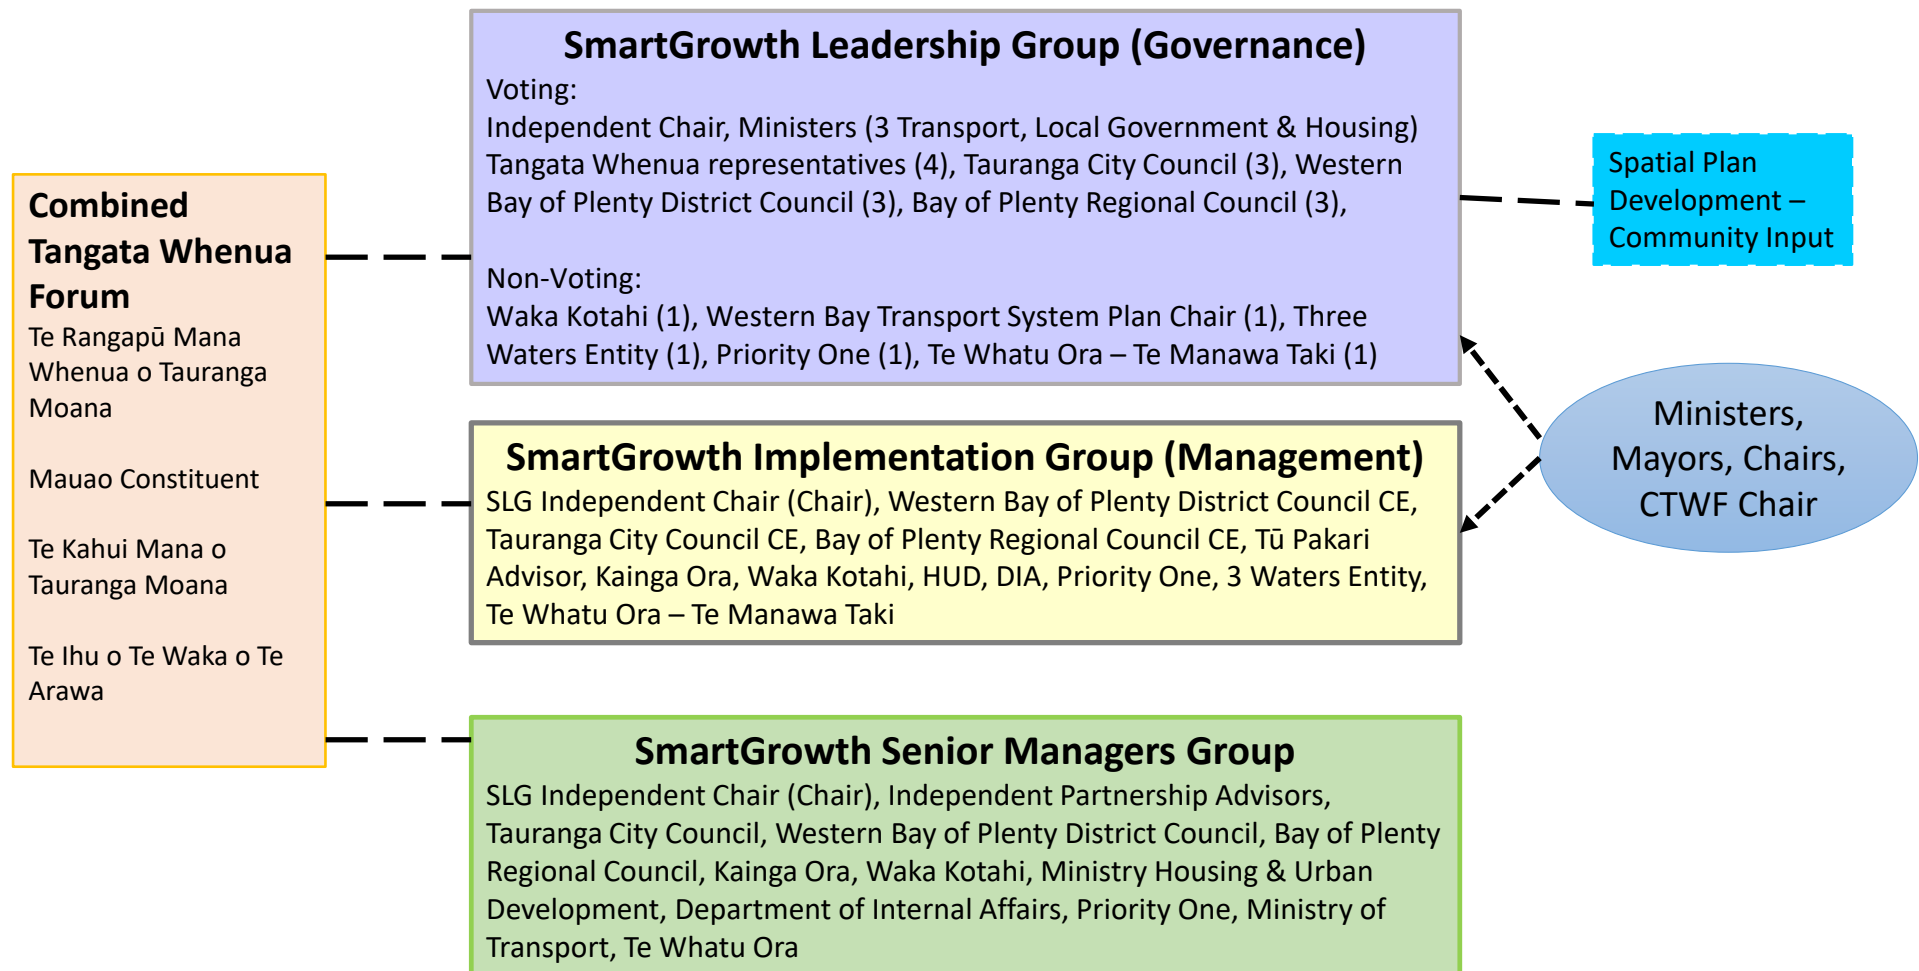 SmartGrowth Leadership Group (Governance)
Voting:
Independent Chair, Ministers (3 Transport, Local Government & Housing)
Tangata Whenua representatives (4), Tauranga City Council (3), Western
Bay of Plenty District Council (3), Bay of Plenty Regional Council (3),
Non-Voting:
Waka Kotahi (1), Western Bay Transport System Plan Chair (1), Three
Waters Entity (1), Priority One (1), Te Whatu Ora – Te Manawa Taki (1)
Spatial Plan
Development –
Community Input
Combined
Tangata Whenua
Forum
Te Rangapū Mana
Whenua o Tauranga
Moana
Mauao Constituent
Te Kahui Mana o
Tauranga Moana
Te Ihu o Te Waka o Te
Arawa
Ministers,
Mayors, Chairs,
CTWF Chair
SmartGrowth Implementation Group (Management)
SLG Independent Chair (Chair), Western Bay of Plenty District Council CE,
Tauranga City Council CE, Bay of Plenty Regional Council CE, Tū Pakari
Advisor, Kainga Ora, Waka Kotahi, HUD, DIA, Priority One, 3 Waters Entity,
Te Whatu Ora – Te Manawa Taki
SmartGrowth Senior Managers Group
SLG Independent Chair (Chair), Independent Partnership Advisors,
Tauranga City Council, Western Bay of Plenty District Council, Bay of Plenty
Regional Council, Kainga Ora, Waka Kotahi, Ministry Housing & Urban
Development, Department of Internal Affairs, Priority One, Ministry of
Transport, Te Whatu Ora